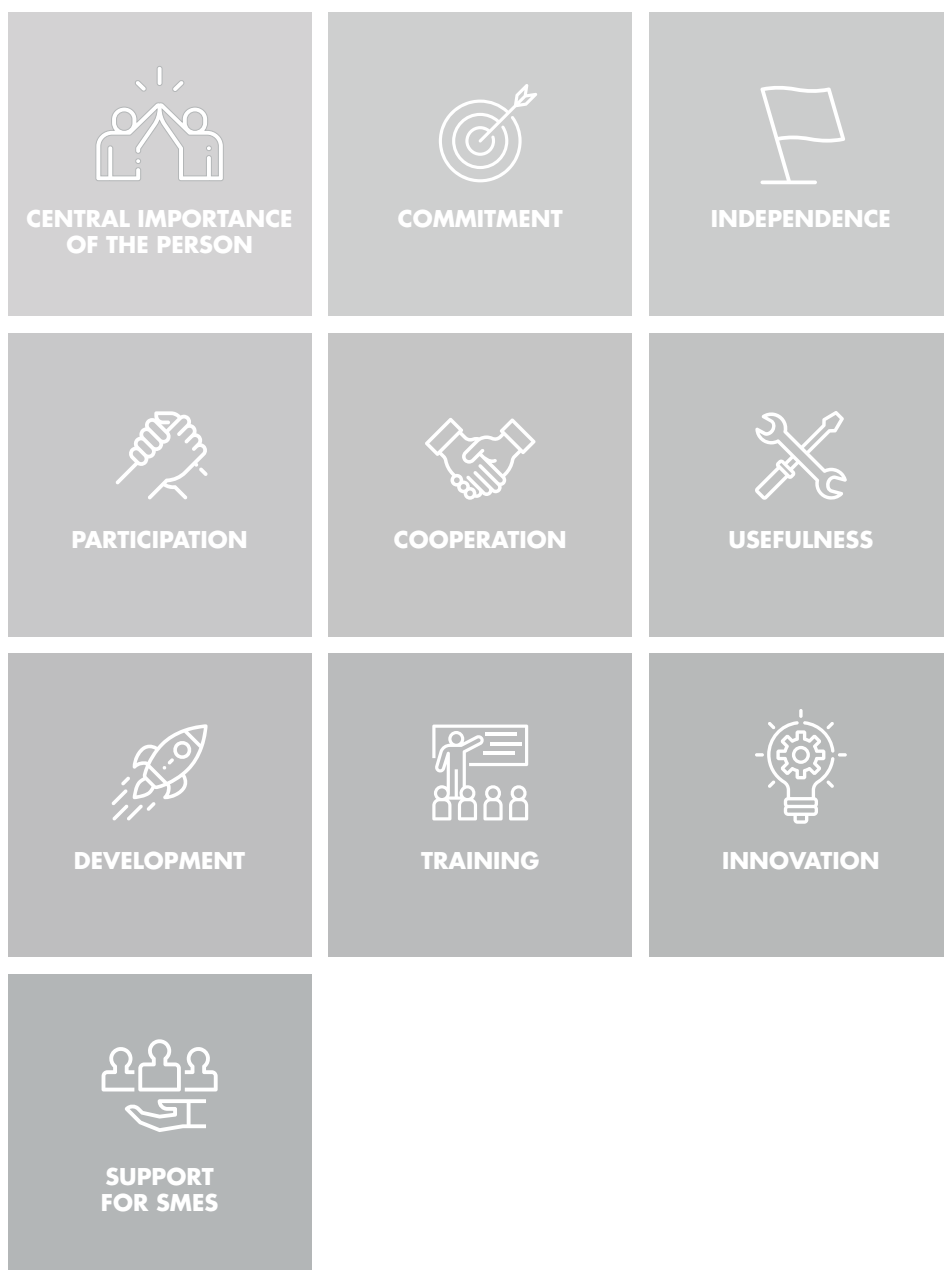 CENTRAL IMPORTANCE
OF THE PERSON
COMMITMENT
INDEPENDENCE
PARTICIPATION
COOPERATION
USEFULNESS
DEVELOPMENT
TRAINING
INNOVATION
SUPPORT
FOR SMES